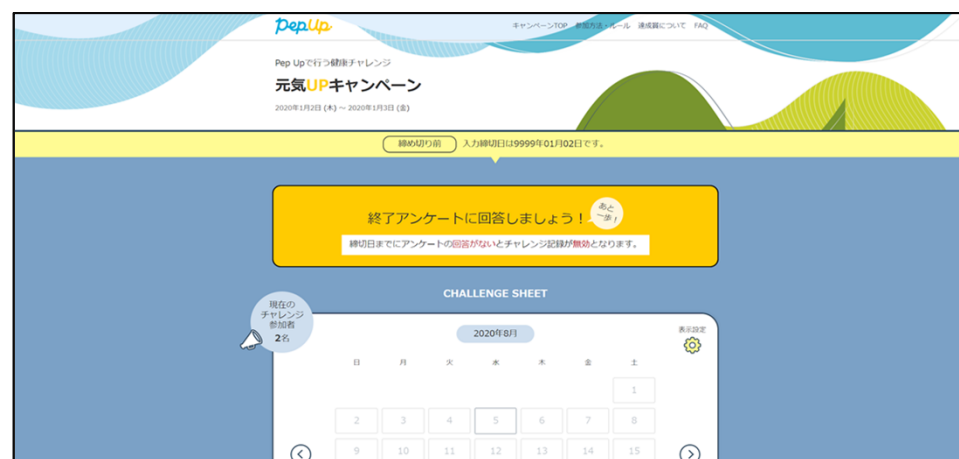 PepUp
キャンペーンTOP 参加方法・ルール 達成賞について FAQ
Pep Upで行う健康チャレンジ
元気UPキャンペーン
2020年1月2日 (木) ～ 2020年1月3日 (金)
締め切り前 入力締切日は9999年01月02日です。
終了アンケートに回答しましょう！
あと
一歩！
締切日までにアンケートの回答がないとチャレンジ記録が無効となります。
CHALLENGE SHEET
現在の
チャレンジ
参加者
2名
2020年8月
表示設定
日 月 火 水 木 金 土
1
2 3 4 5 6 7 8
9 10 11 12 13 14 15